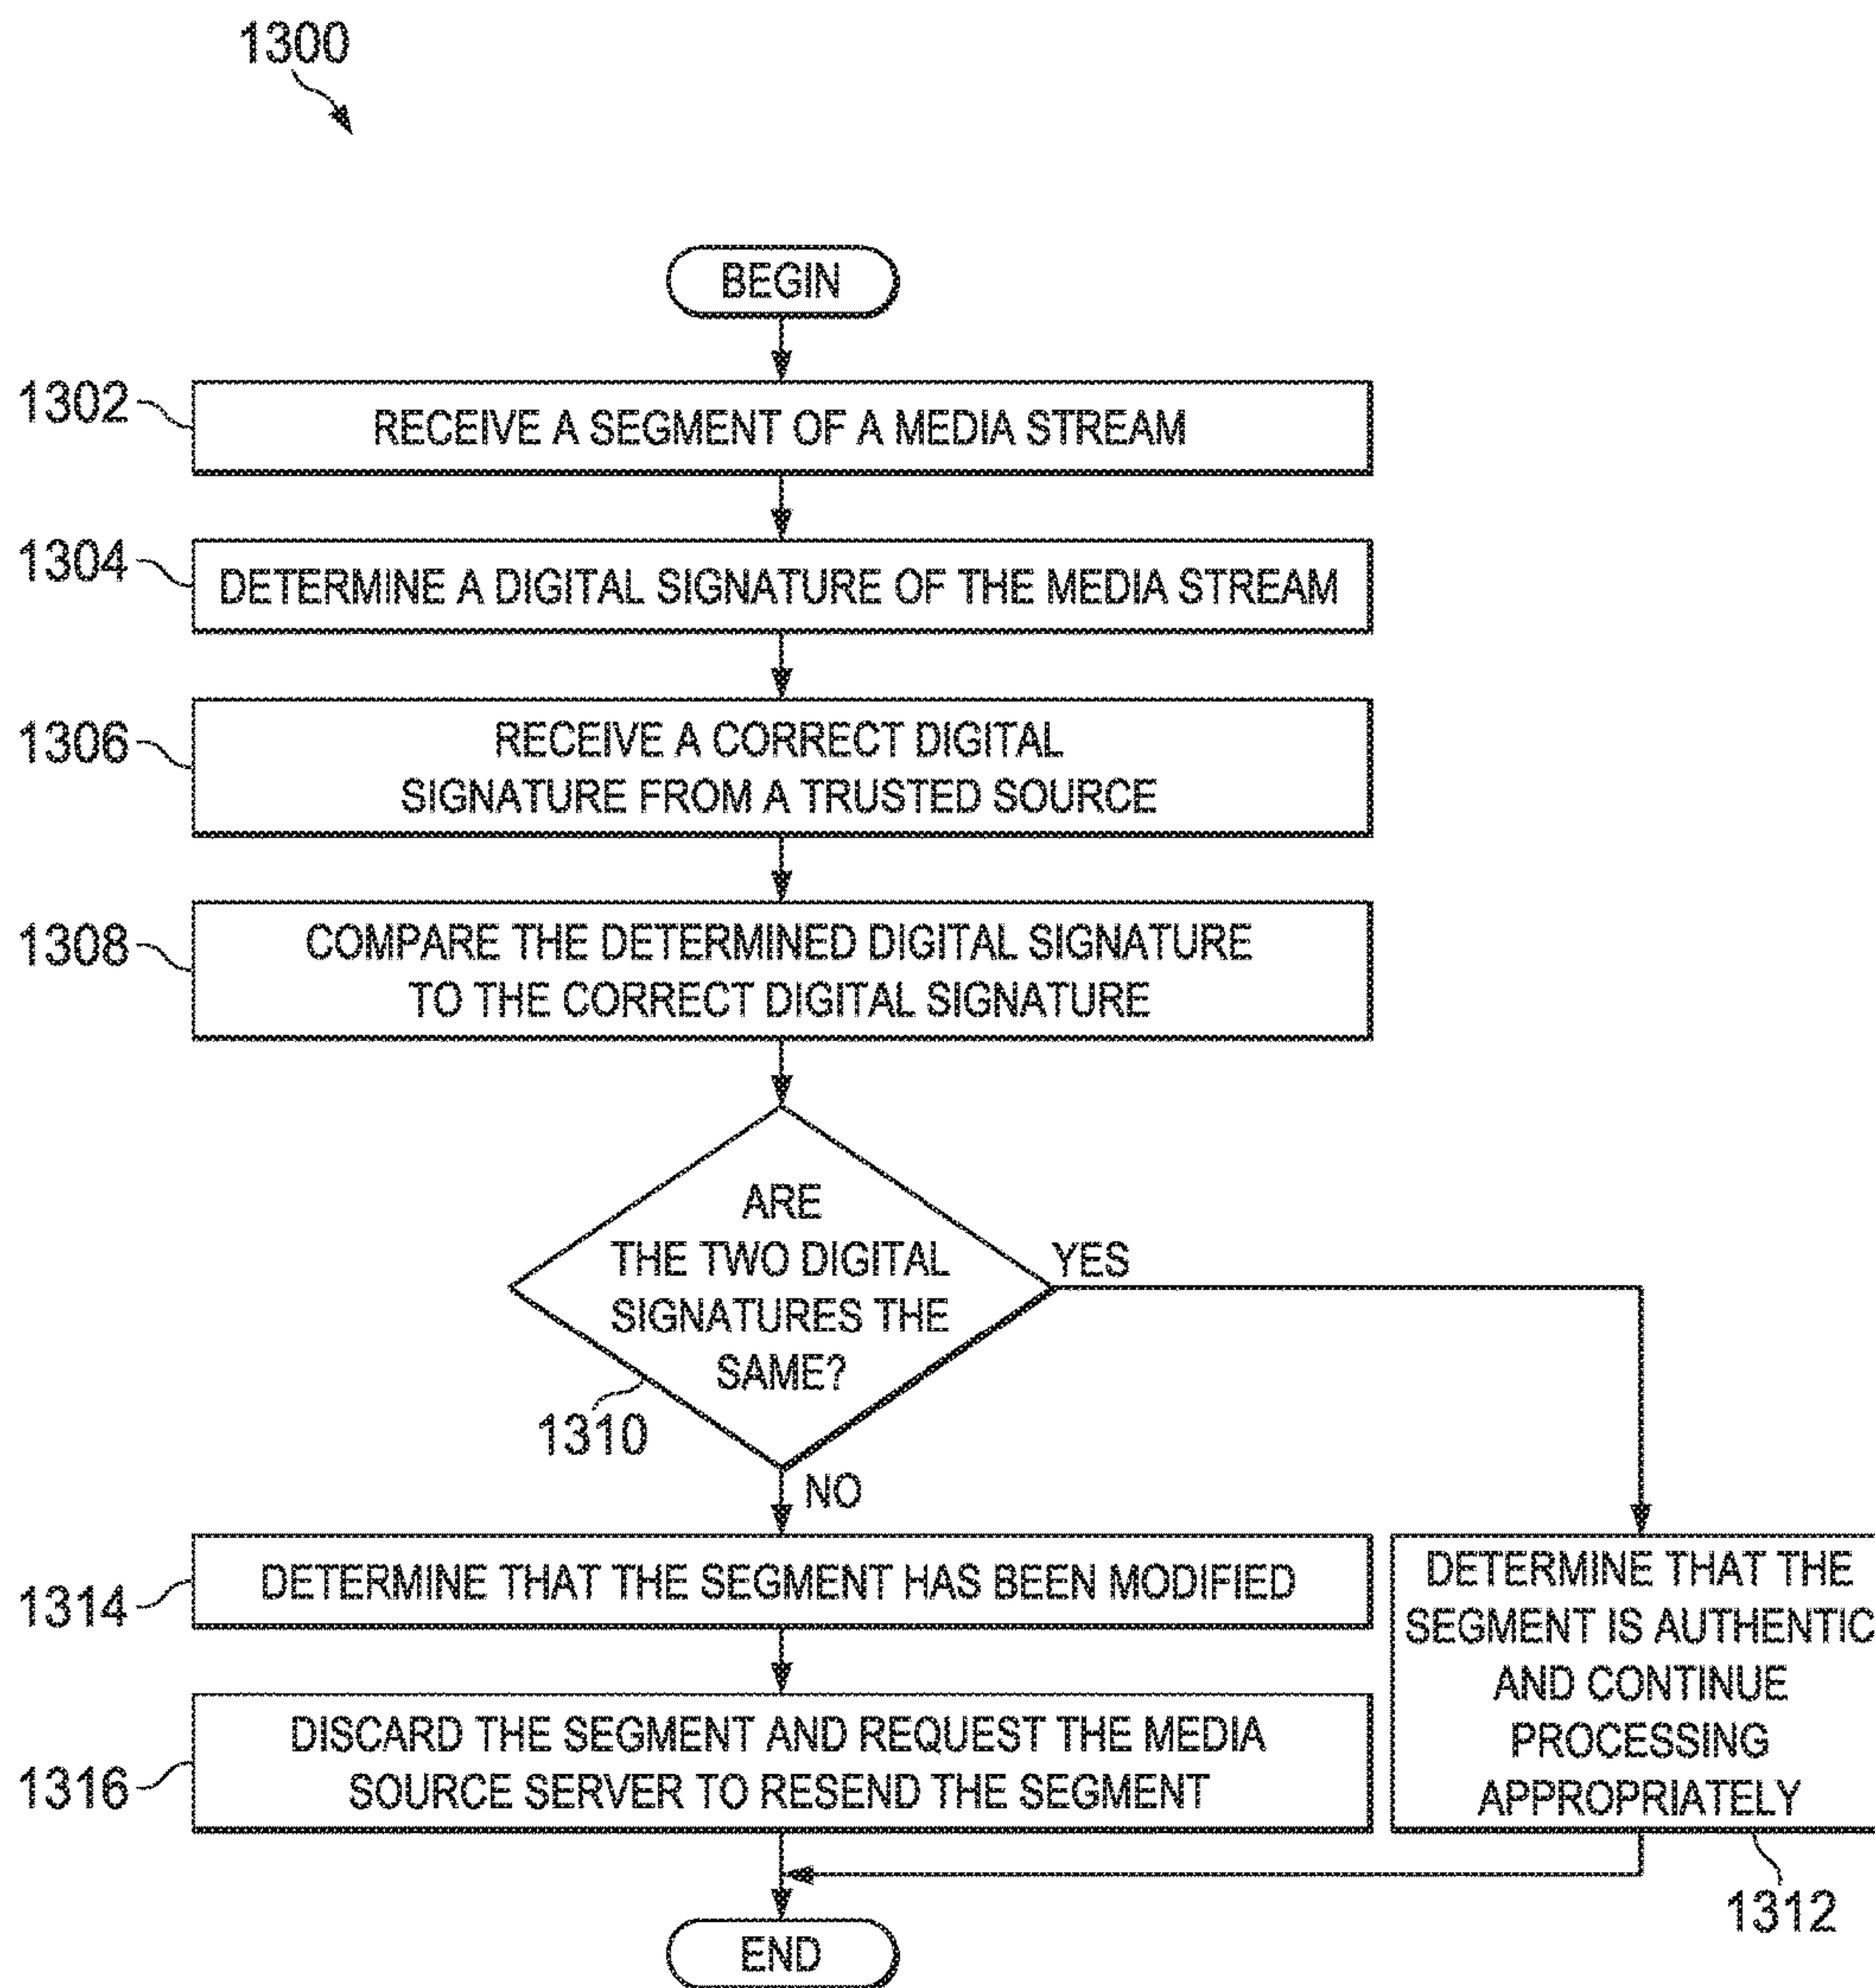 1300
BEGIN
1302
RECEIVE A SEGMENT OF A MEDIA STREAM
1304
DETERMINE A DIGITAL SIGNATURE OF THE MEDIA STREAM
1306
RECEIVE A CORRECT DIGITAL
SIGNATURE FROM A TRUSTED SOURCE
1308
COMPARE THE DETERMINED DIGITAL SIGNATURE
TO THE CORRECT DIGITAL SIGNATURE
ARE
THE TWO DIGITAL
SIGNATURES THE
SAME?
YES
1310
NO
1314
DETERMINE THAT THE SEGMENT HAS BEEN MODIFIED
1316
DISCARD THE SEGMENT AND REQUEST THE MEDIA
SOURCE SERVER TO RESEND THE SEGMENT
DETERMINE THAT THE
SEGMENT IS AUTHENTIC
AND CONTINUE
PROCESSING
APPROPRIATELY
1312
END